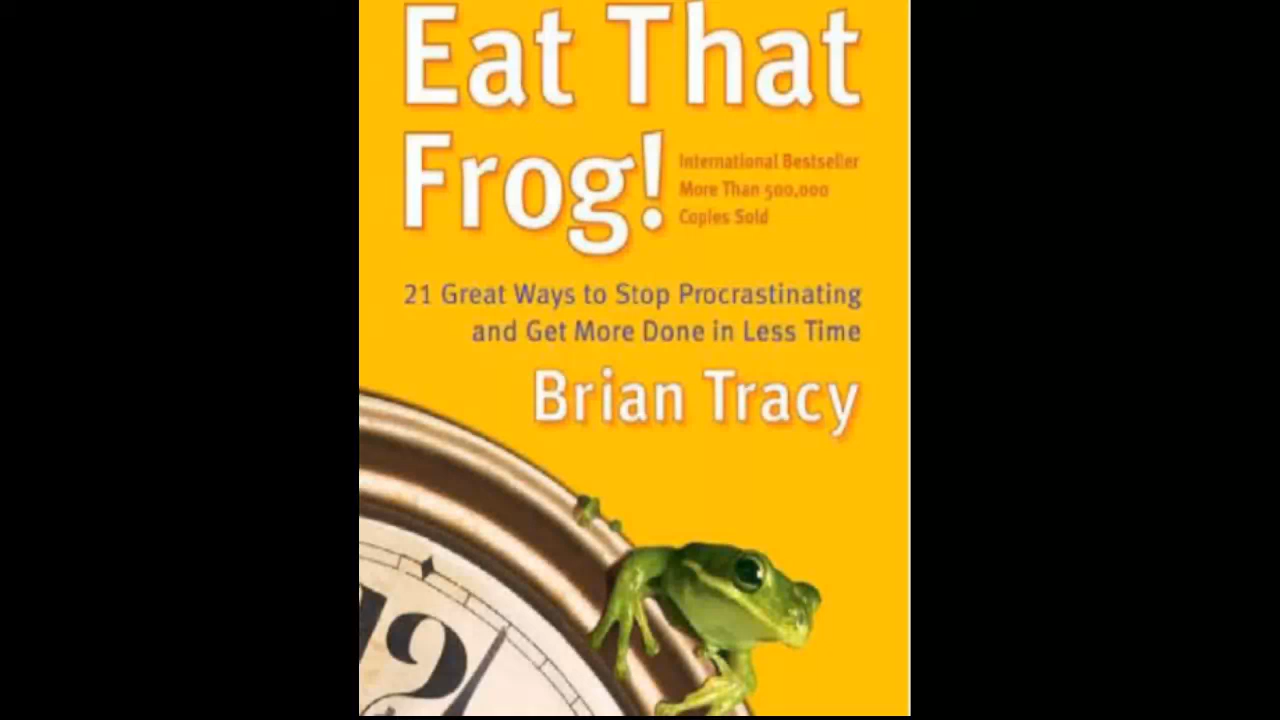 Eat That
Frog!
International Bestseller
More Than 500,000
Copies Sold
21 Great Ways to Stop Procrastinating
and Get More Done in Less Time
Brian Tracy
12